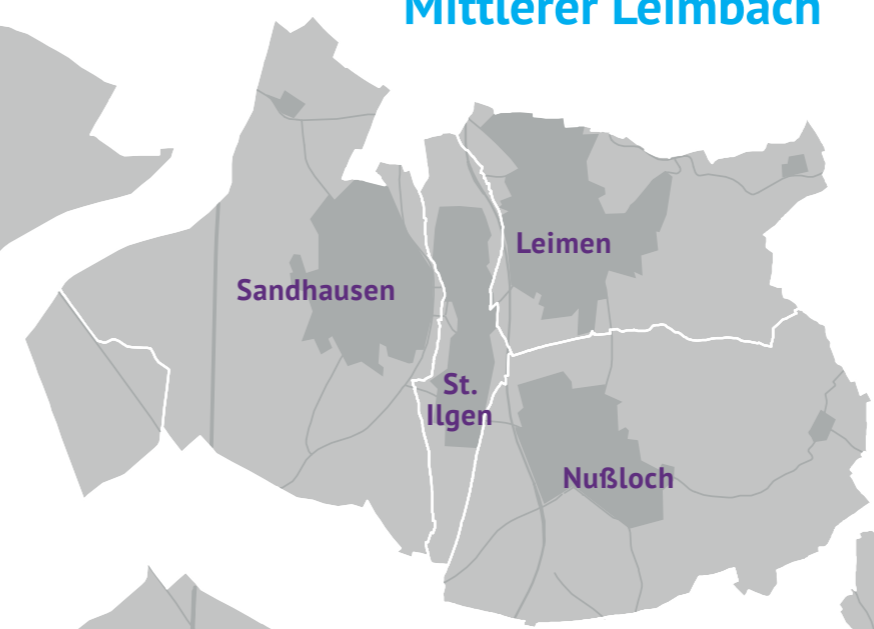 Mittlerer Leimbach
Leimen
Sandhausen
St.
Ilgen
Nußloch